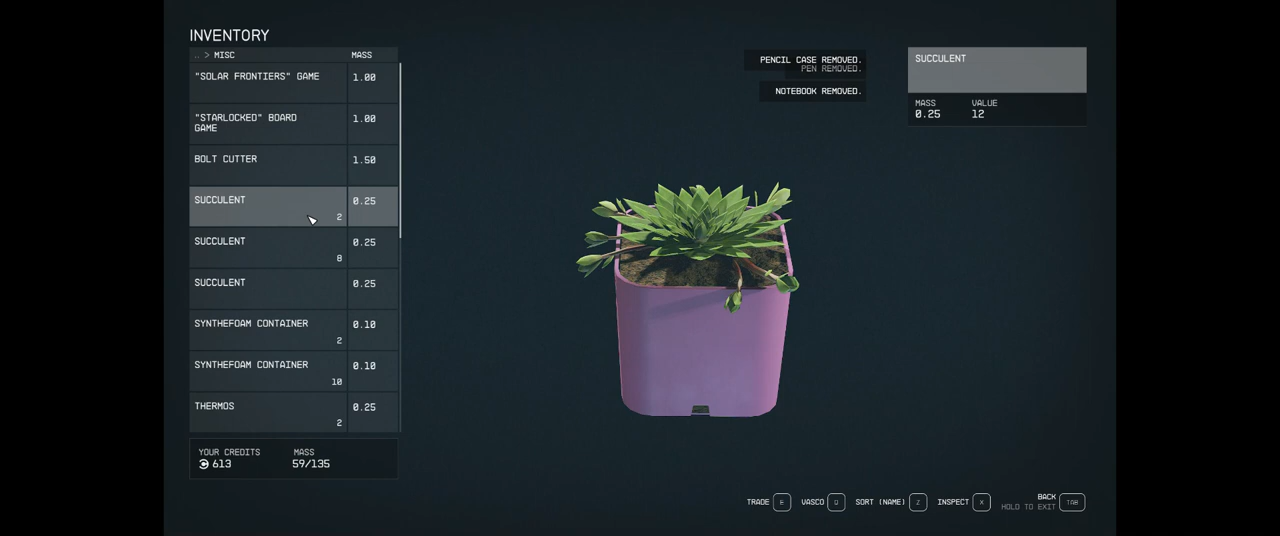 INVENTORY
.. > MISC
MASS
"SOLAR FRONTIERS" GAME
1.00
"STARLOCKED" BOARD
GAME
1.00
BOLT CUTTER
1.50
SUCCULENT
0.25
2
SUCCULENT
0.25
8
SUCCULENT
0.25
SYNTHEFOAM CONTAINER
0.10
2
SYNTHEFOAM CONTAINER
0.10
10
THERMOS
0.25
2
YOUR CREDITS
MASS
613
59/135
PENCIL CASE REMOVED.
PEN REMOVED.
NOTEBOOK REMOVED.
SUCCULENT
MASS
VALUE
0.25
12
TRADE E
VASCO Q
SORT (NAME) Z
INSPECT X
BACK
HOLD TO EXIT
TAB